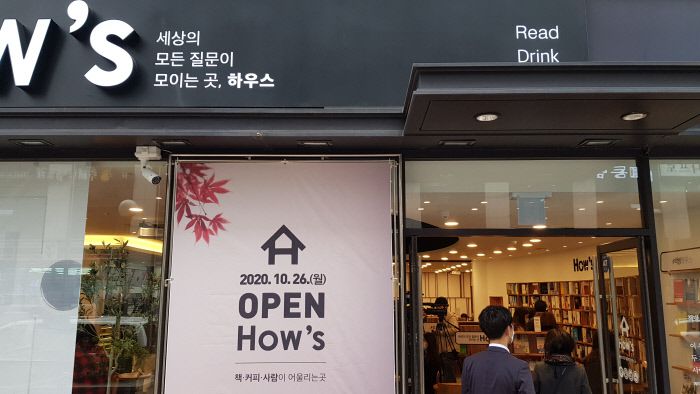 w's
세상의
모든 질문이
모이는 곳, 하우스
Read
Drink
2020. 10. 26.(월)
OPEN
How's
책·커피·사람이 어울리는곳
How's